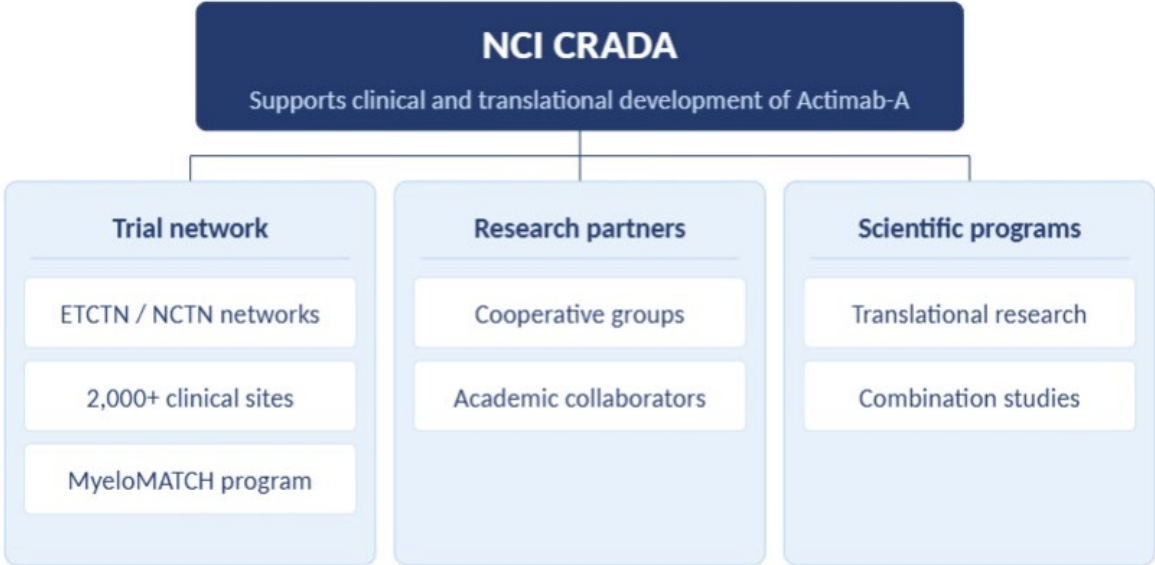 NCI CRADA
Supports clinical and translational development of Actimab-A
Trial network
ETCTN / NCTN networks
2,000+ clinical sites
MyeloMATCH program
Research partners
Cooperative groups
Academic collaborators
Scientific programs
Translational research
Combination studies